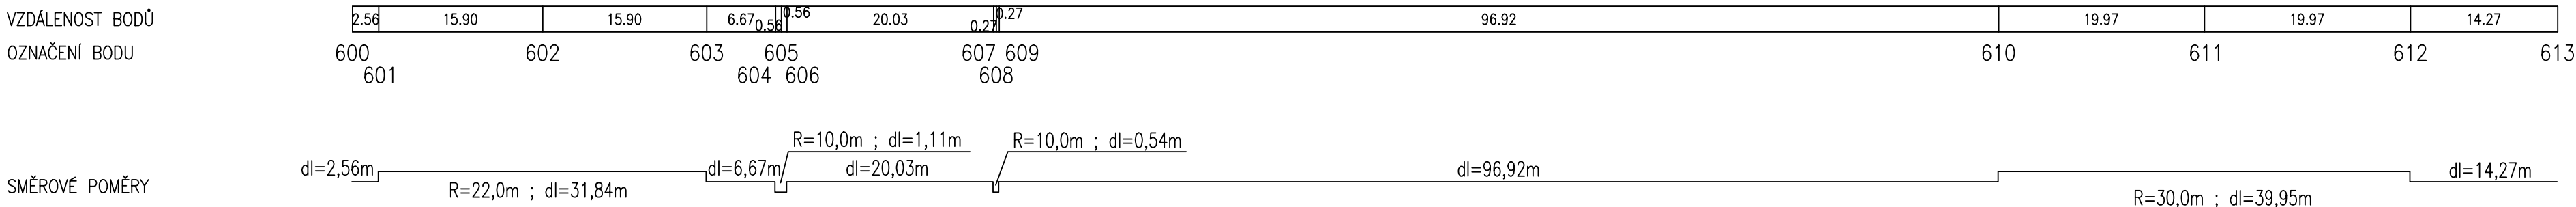 VZDÁLENOST BODŮ 2.56 15.90 15.90 6.67 0.56 0.56 20.03 0.27 0.27 96.92 19.97 19.97 14.27
OZNAČENÍ BODU 600 602 603 605 607 609 610 611 612 613
601 604 606 608
R=10,0m ; dl=1,11m R=10,0m ; dl=0,54m
dl=2,56m dl=6,67m dl=20,03m dl=96,92m dl=14,27m
SMĚROVÉ POMĚRY R=22,0m ; dl=31,84m R=30,0m ; dl=39,95m